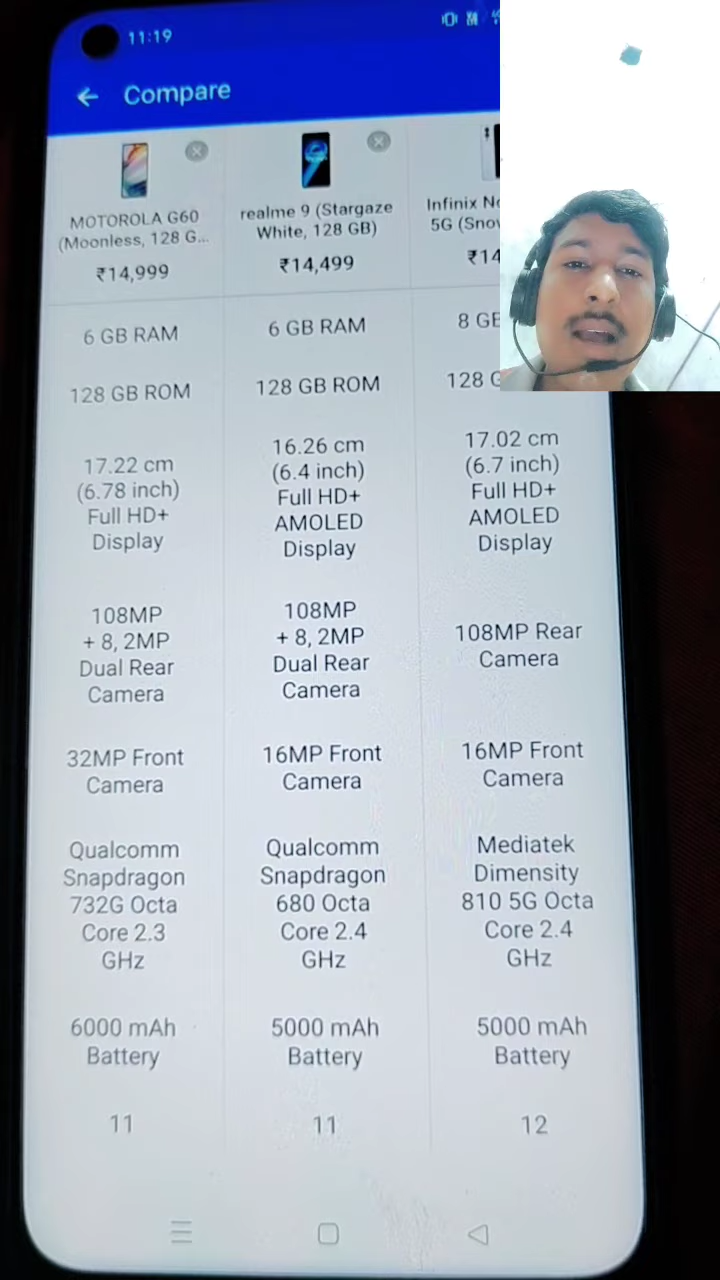 11:19
Compare
MOTOROLA G60
(Moonless, 128 G...
₹14,999
realme 9 (Stargaze
White, 128 GB)
₹14,499
Infinix
5G
6 GB RAM
6 GB RAM
128 GB ROM
128 GB ROM
17.22 cm
(6.78 inch)
Full HD+
Display
16.26 cm
(6.4 inch)
Full HD+
AMOLED
Display
17.02 cm
(6.7 inch)
Full HD+
AMOLED
Display
108MP
+ 8, 2MP
Dual Rear
Camera
108MP
+ 8, 2MP
Dual Rear
Camera
108MP Rear
Camera
32MP Front
Camera
16MP Front
Camera
16MP Front
Camera
Qualcomm
Snapdragon
732G Octa
Core 2.3
GHz
Qualcomm
Snapdragon
680 Octa
Core 2.4
GHz
Mediatek
Dimensity
810 5G Octa
Core 2.4
GHz
6000 mAh
Battery
5000 mAh
Battery
5000 mAh
Battery
11
11
12